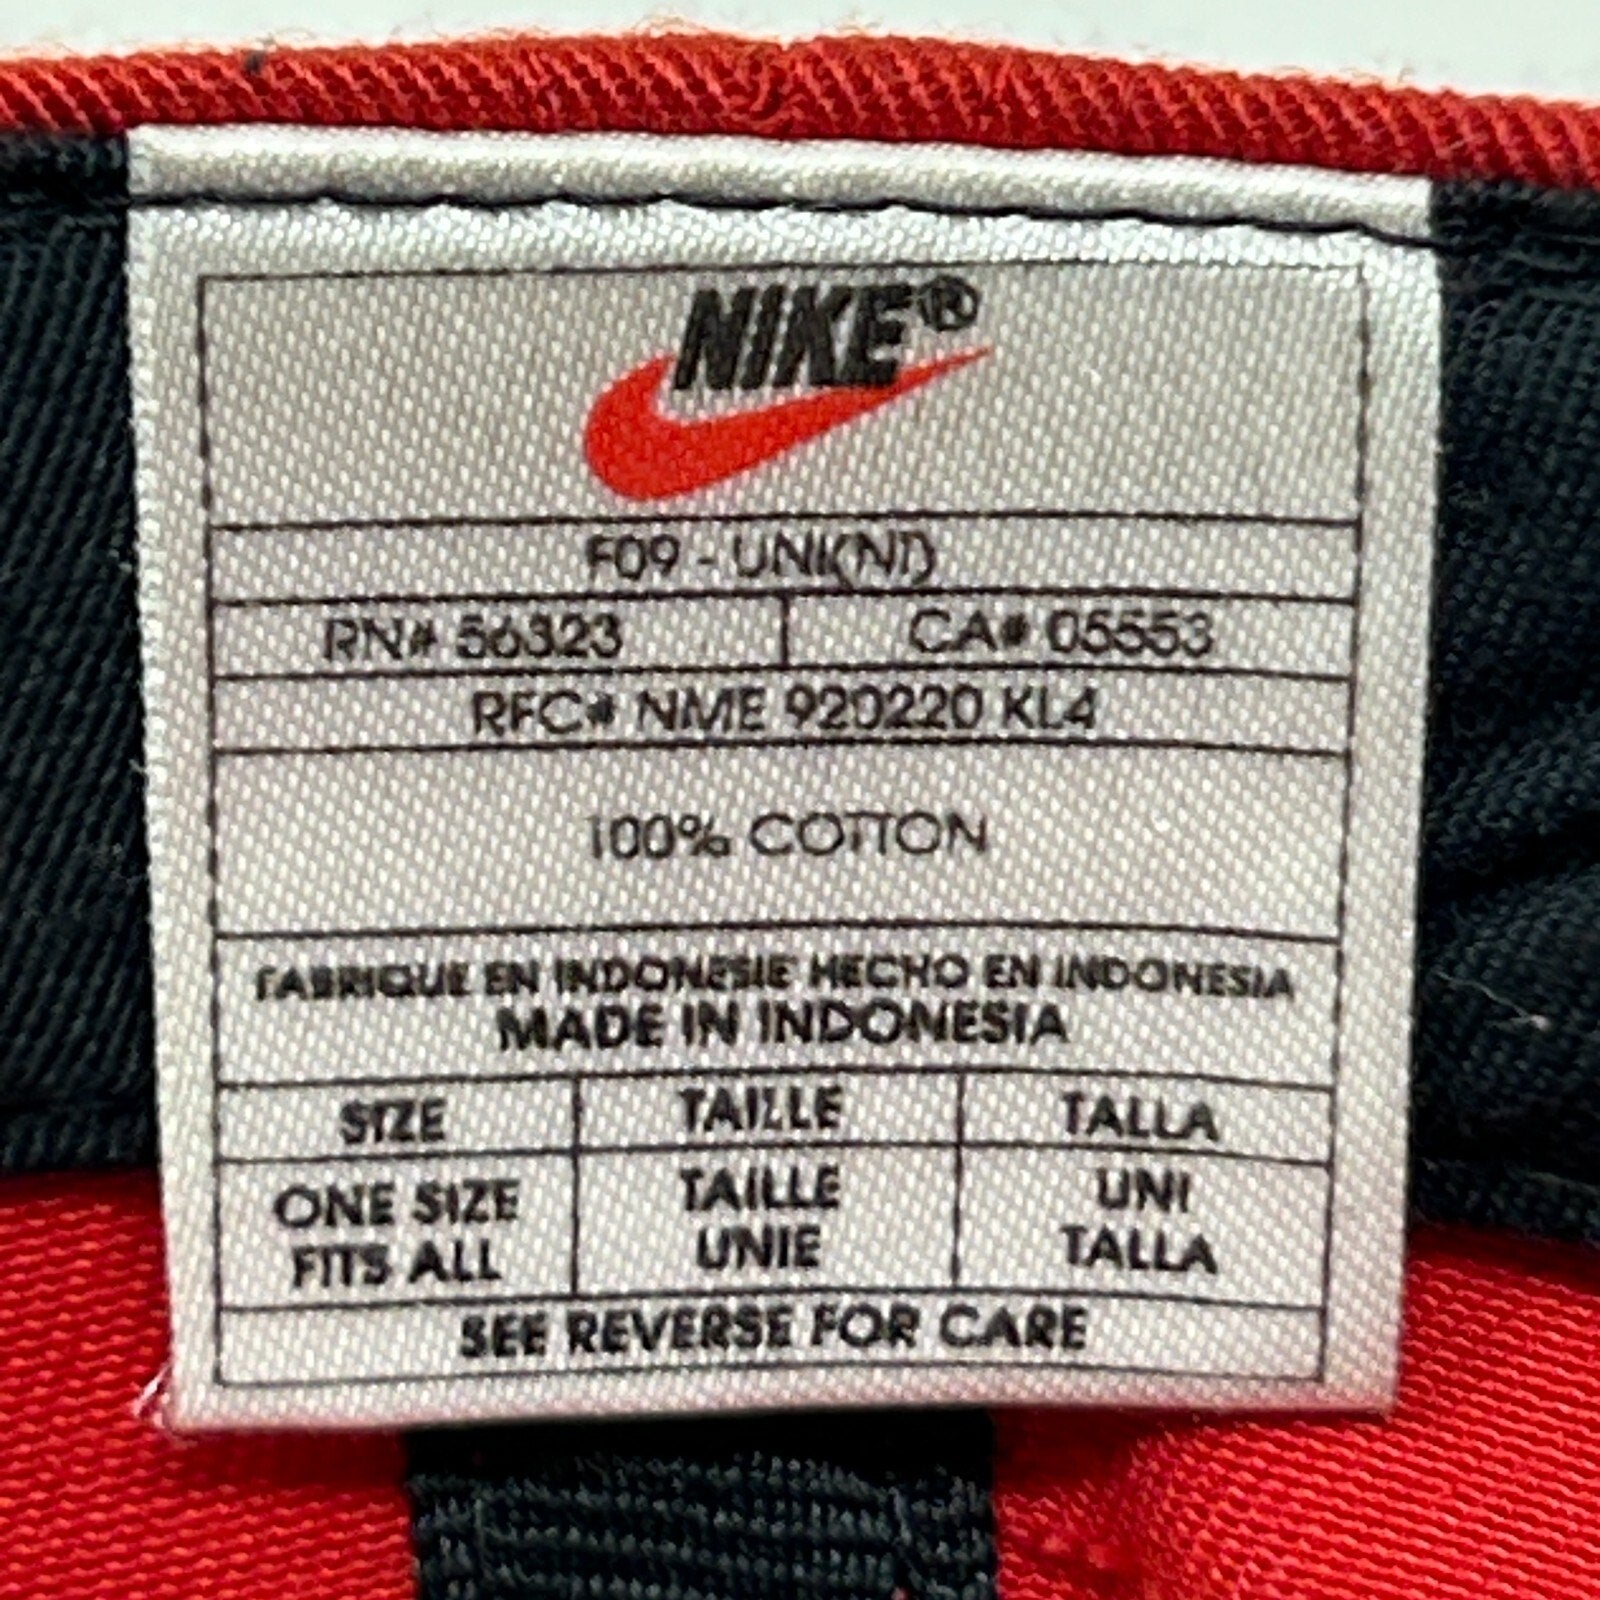 NIKE®
F09 - UNI(NI)
RN# 56323 CA# 05553
RFC# NME 920220 KL4
100% COTTON
FABRIQUE EN INDONESIE HECHO EN INDONESIA
MADE IN INDONESIA
SIZE TAILLE TALLA
ONE SIZE TAILLE UNI
FITS ALL UNIE TALLA
SEE REVERSE FOR CARE